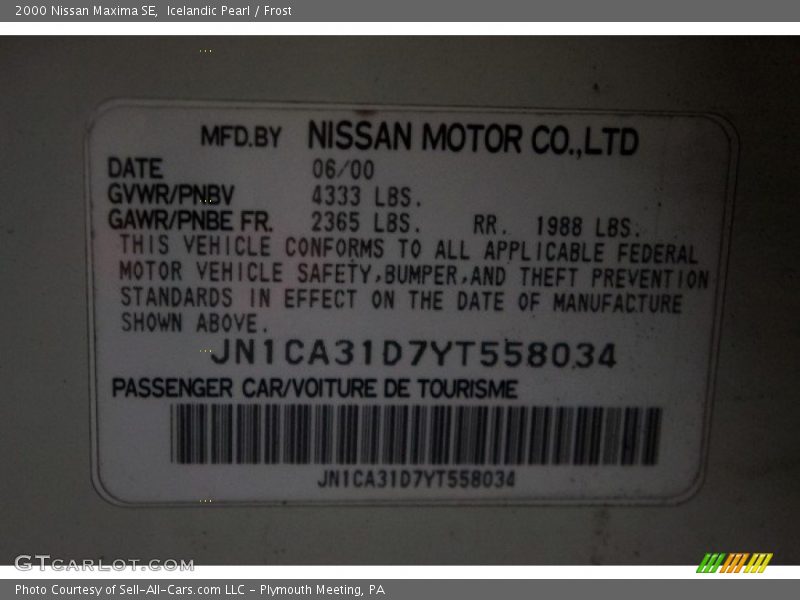 2000 Nissan Maxima SE,  Icelandic Pearl / Frost
MFD.BY NISSAN MOTOR CO.,LTD
DATE 06/00
GVWR/PNBV 4333 LBS.
GAWR/PNBE FR. 2365 LBS. RR. 1988 LBS.
THIS VEHICLE CONFORMS TO ALL APPLICABLE FEDERAL
MOTOR VEHICLE SAFETY,BUMPER,AND THEFT PREVENTION
STANDARDS IN EFFECT ON THE DATE OF MANUFACTURE
SHOWN ABOVE.
JN1CA31D7YT558034
PASSENGER CAR/VOITURE DE TOURISME
JN1CA31D7YT558034
GTCARLOT.COM
Photo Courtesy of Sell-All-Cars.com LLC - Plymouth Meeting, PA